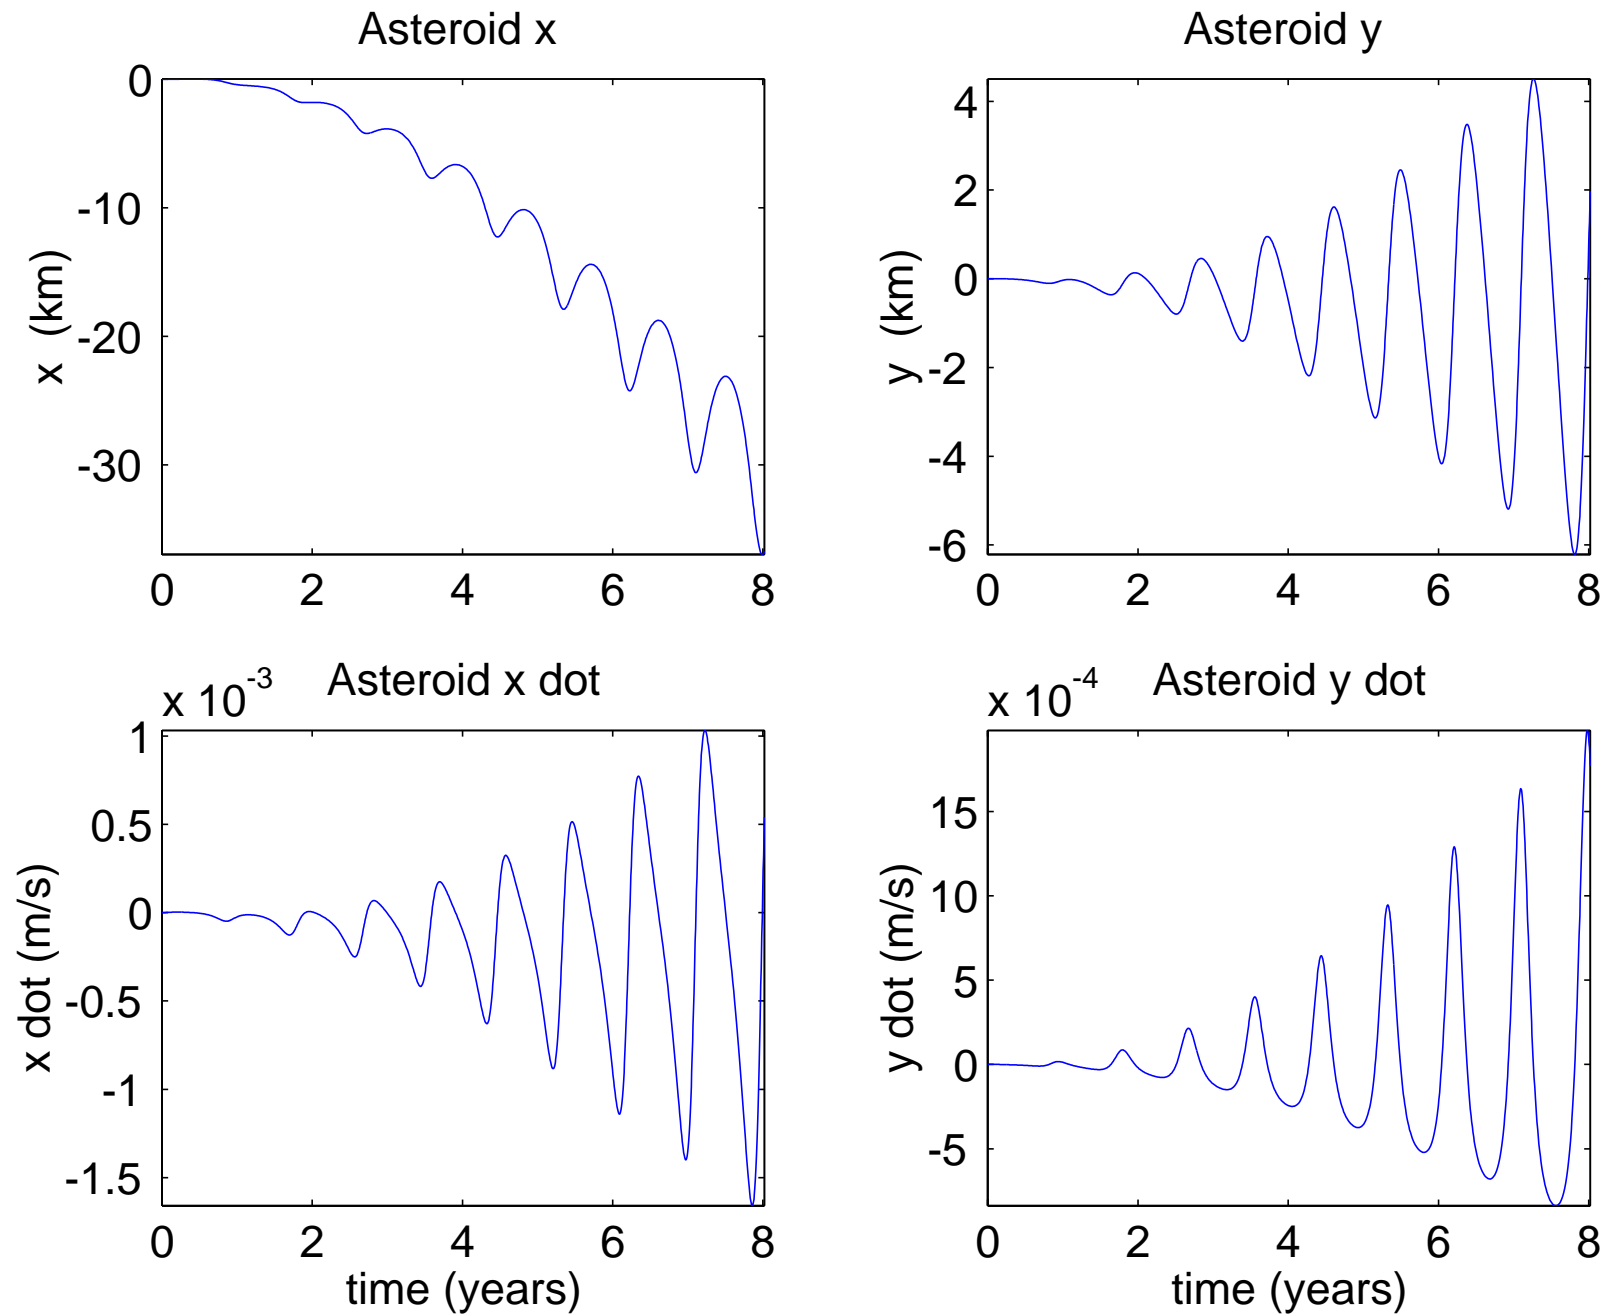 Asteroid x
0
-10
-20
-30
x (km)
0 2 4 6 8
Asteroid y
4
2
0
-2
-4
-6
y (km)
0 2 4 6 8
x 10^-3 Asteroid x dot
1
0.5
0
-0.5
-1
-1.5
x dot (m/s)
0 2 4 6 8
time (years)
x 10^-4 Asteroid y dot
15
10
5
0
-5
y dot (m/s)
0 2 4 6 8
time (years)